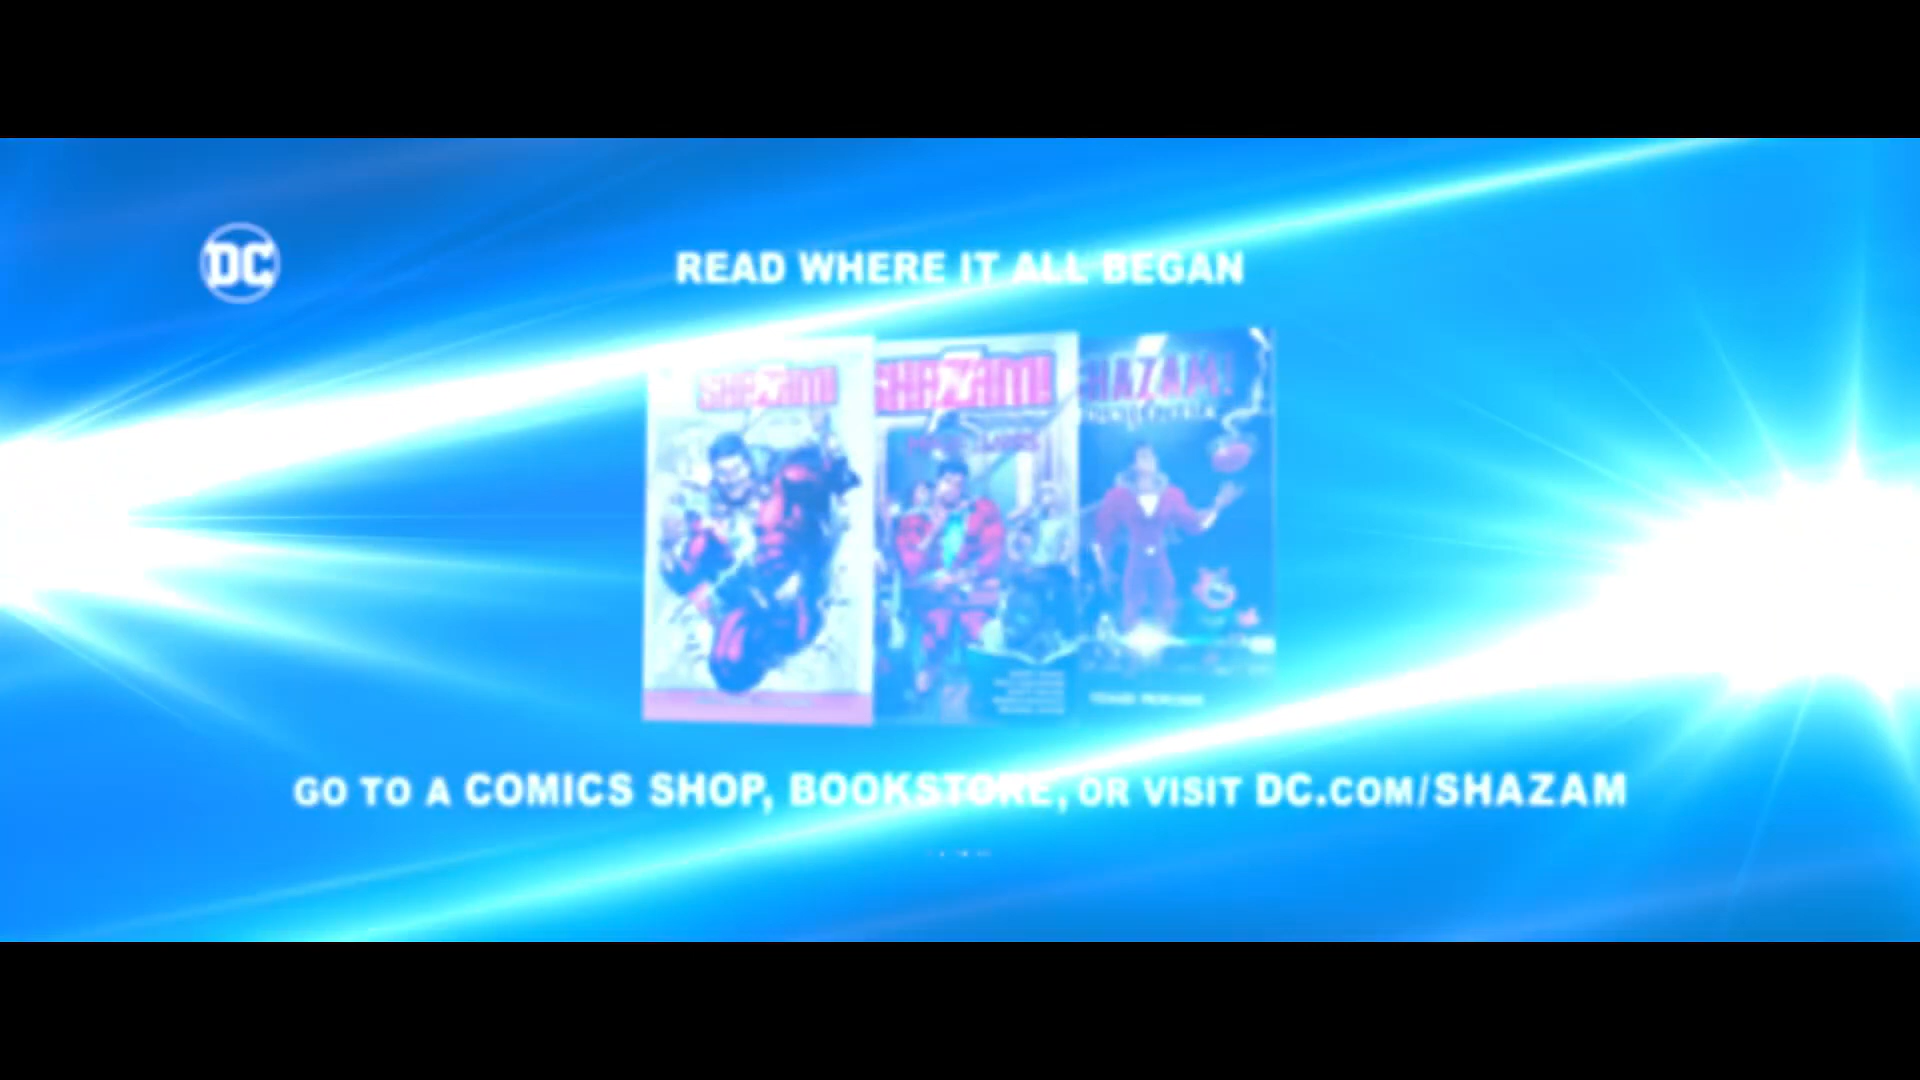 DC
READ WHERE IT ALL BEGAN
SHAZAM!
SHAZAM!
SHAZAM!
GO TO A COMICS SHOP, BOOKSTORE, OR VISIT DC.COM/SHAZAM